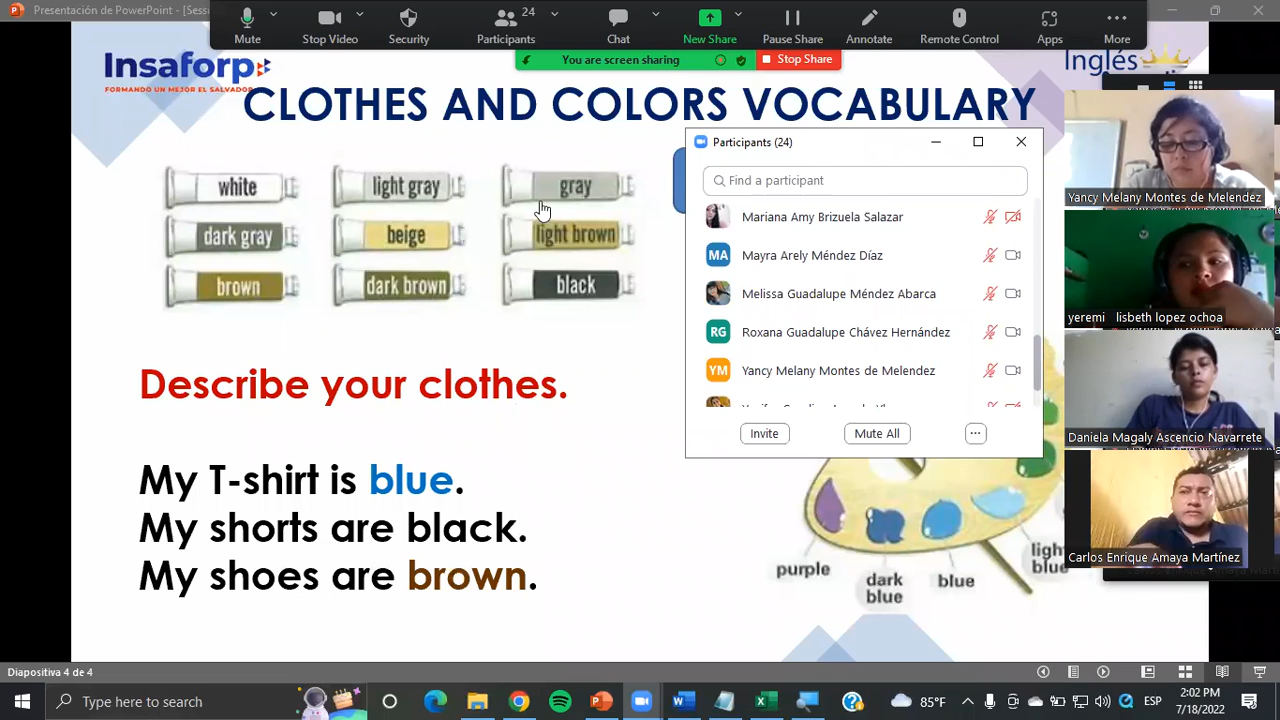 Presentación de PowerPoint - [Sess
Mute
Stop Video
Security
24
Participants
Chat
New Share
Pause Share
Annotate
Remote Control
Apps
More
You are screen sharing
Stop Share
Insaforp
FORMANDO UN MEJOR EL SALVADOR
Inglés
CLOTHES AND COLORS VOCABULARY
white
light gray
gray
dark gray
beige
light brown
brown
dark brown
black
Describe your clothes.
My T-shirt is blue.
My shorts are black.
My shoes are brown.
Participants (24)
Find a participant
Mariana Amy Brizuela Salazar
MA
Mayra Arely Méndez Díaz
Melissa Guadalupe Méndez Abarca
RG
Roxana Guadalupe Chávez Hernández
YM
Yancy Melany Montes de Melendez
Invite
Mute All
...
purple
dark
blue
blue
light
blue
Yancy Melany Montes de Melendez
yeremi lisbeth lopez ochoa
Daniela Magaly Ascencio Navarrete
Carlos Enrique Amaya Martínez
Diapositiva 4 de 4
Type here to search
85°F
ESP
2:02 PM
7/18/2022